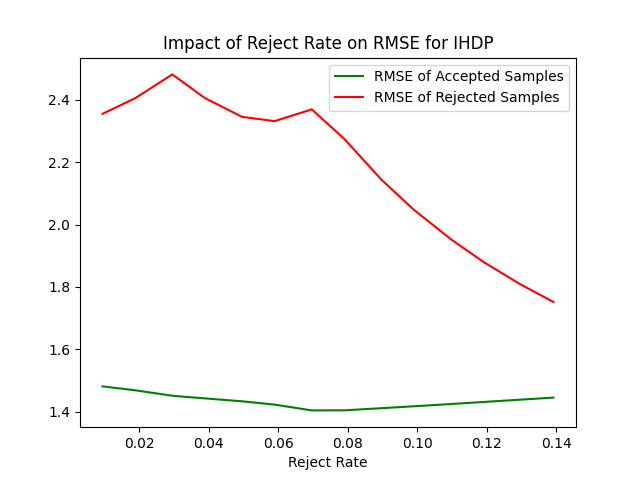 Impact of Reject Rate on RMSE for IHDP
RMSE of Accepted Samples
RMSE of Rejected Samples
2.4
2.2
2.0
1.8
1.6
1.4
0.02 0.04 0.06 0.08 0.10 0.12 0.14
Reject Rate